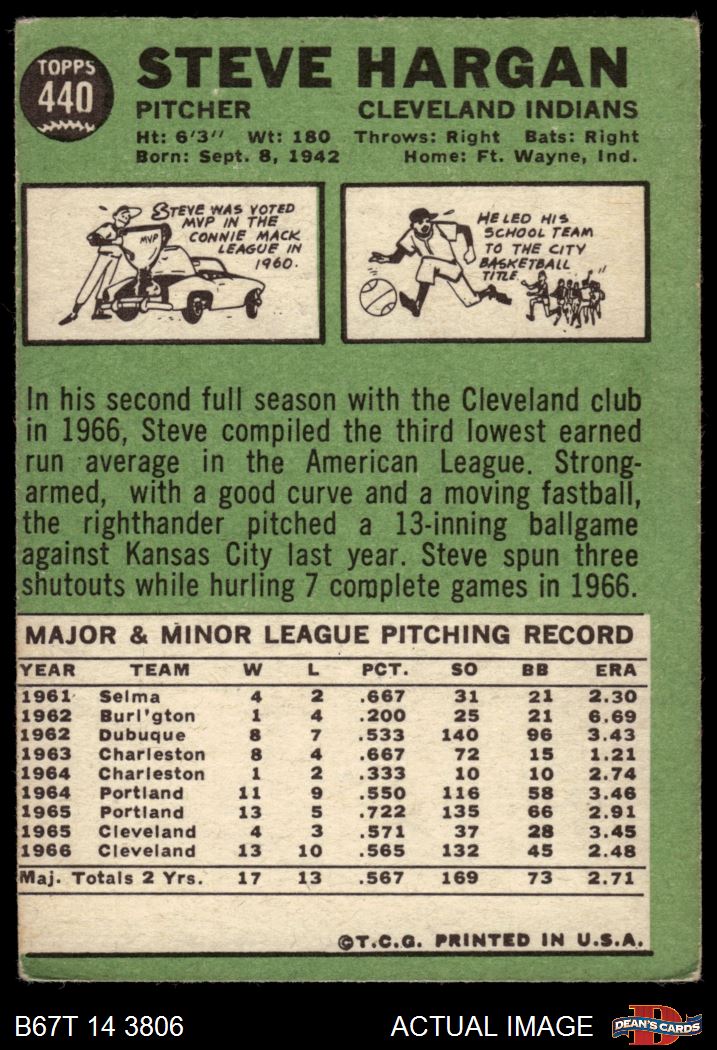 TOPPS
440
STEVE HARGAN
PITCHER CLEVELAND INDIANS
Ht: 6'3" Wt: 180 Throws: Right Bats: Right
Born: Sept. 8, 1942 Home: Ft. Wayne, Ind.
STEVE WAS VOTED
MVP IN THE
CONNIE MACK
LEAGUE IN
1960.
MVP
HE LED HIS
SCHOOL TEAM
TO THE CITY
BASKETBALL
TITLE.
In his second full season with the Cleveland club
in 1966, Steve compiled the third lowest earned
run average in the American League. Strong-
armed, with a good curve and a moving fastball,
the righthander pitched a 13-inning ballgame
against Kansas City last year. Steve spun three
shutouts while hurling 7 complete games in 1966.
MAJOR & MINOR LEAGUE PITCHING RECORD
YEAR TEAM W L PCT. SO BB ERA
1961 Selma 4 2 .667 31 21 2.30
1962 Burl'gton 1 4 .200 25 21 6.69
1962 Dubuque 8 7 .533 140 96 3.43
1963 Charleston 8 4 .667 72 15 1.21
1964 Charleston 1 2 .333 10 10 2.74
1964 Portland 11 9 .550 116 58 3.46
1965 Portland 13 5 .722 135 66 2.91
1965 Cleveland 4 3 .571 37 28 3.45
1966 Cleveland 13 10 .565 132 45 2.48
Maj. Totals 2 Yrs. 17 13 .567 169 73 2.71
©T.C.G. PRINTED IN U.S.A.
B67T 14 3806 ACTUAL IMAGE DEAN'S CARDS